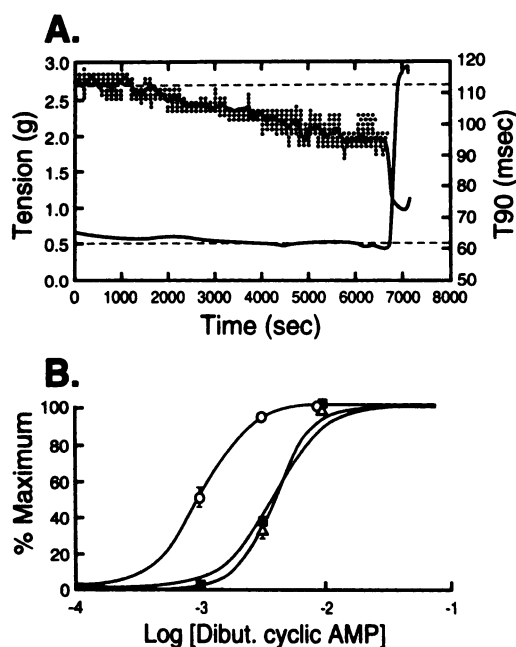 A.
3.0
2.5
2.0
1.5
1.0
0.5
0.0
Tension (g)
120
110
100
90
80
70
60
50
T90 (msec)
0 1000 2000 3000 4000 5000 6000 7000 8000
Time (sec)
B.
100
80
60
40
20
0
% Maximum
-4 -3 -2 -1
Log [Dibut. cyclic AMP]